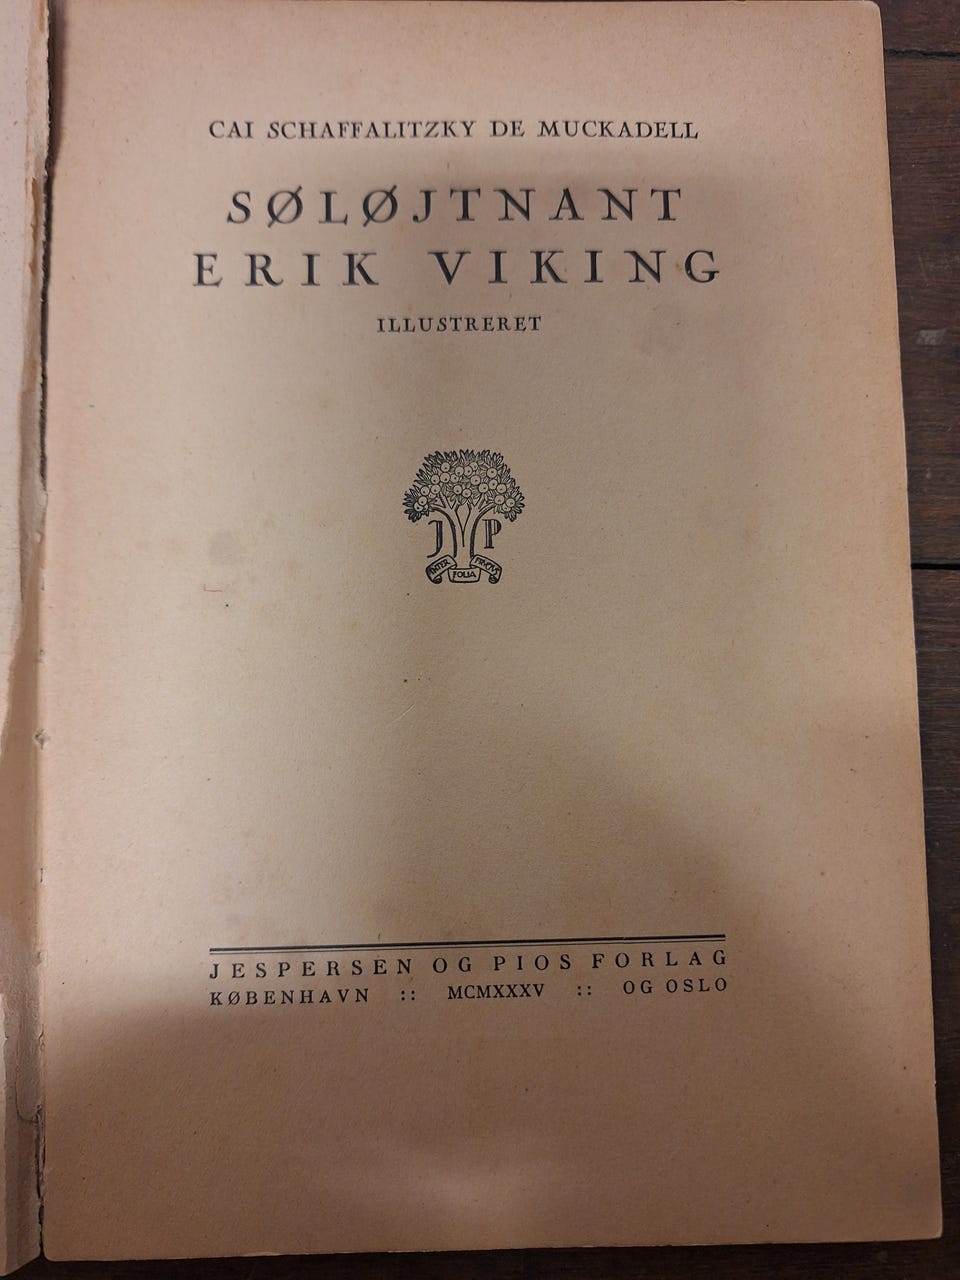 CAI SCHAFFALITZKY DE MUCKADELL
SØLØJTNANT
ERIK VIKING
ILLUSTRERET
J P
INTER FOLIA FRUCTUS
JESPERSEN OG PIOS FORLAG
KØBENHAVN :: MCMXXXV :: OG OSLO